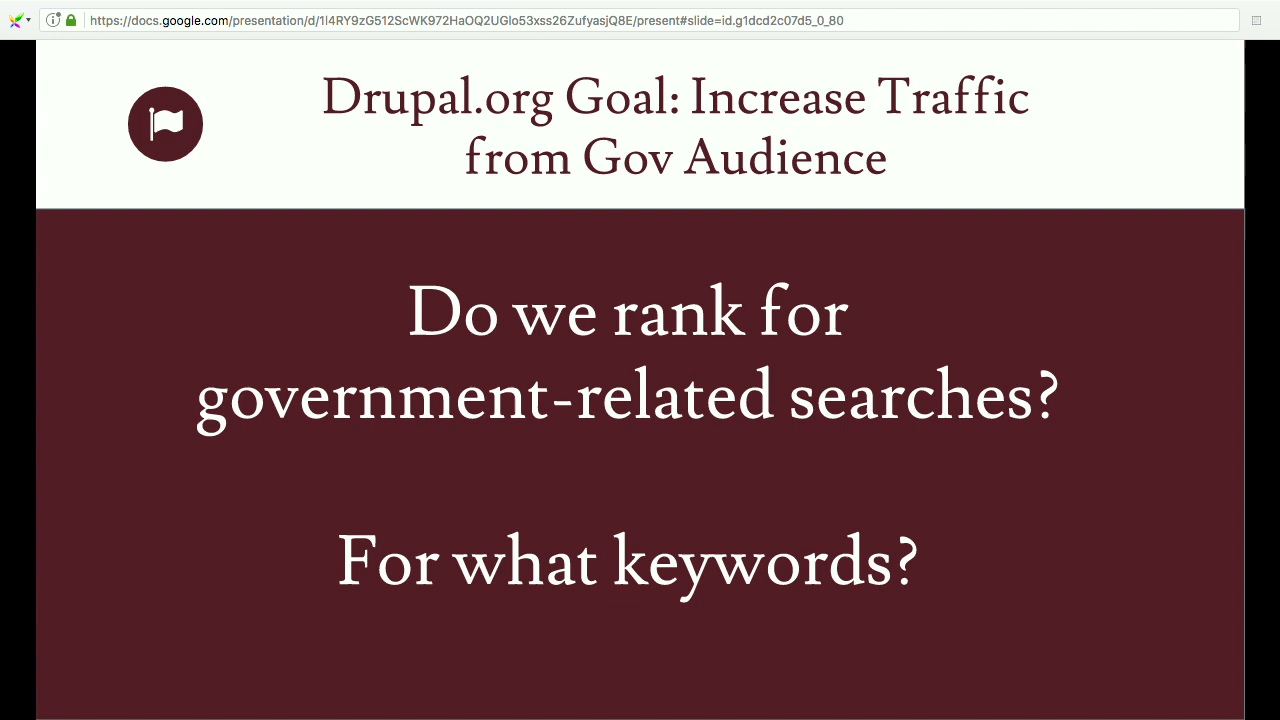 https://docs.google.com/presentation/d/1l4RY9zG512ScWK972HaOQ2UGlo53xss26ZufyasjQ8E/present#slide=id.g1dcd2c07d5_0_80
Drupal.org Goal: Increase Traffic
from Gov Audience
Do we rank for
government-related searches?
For what keywords?